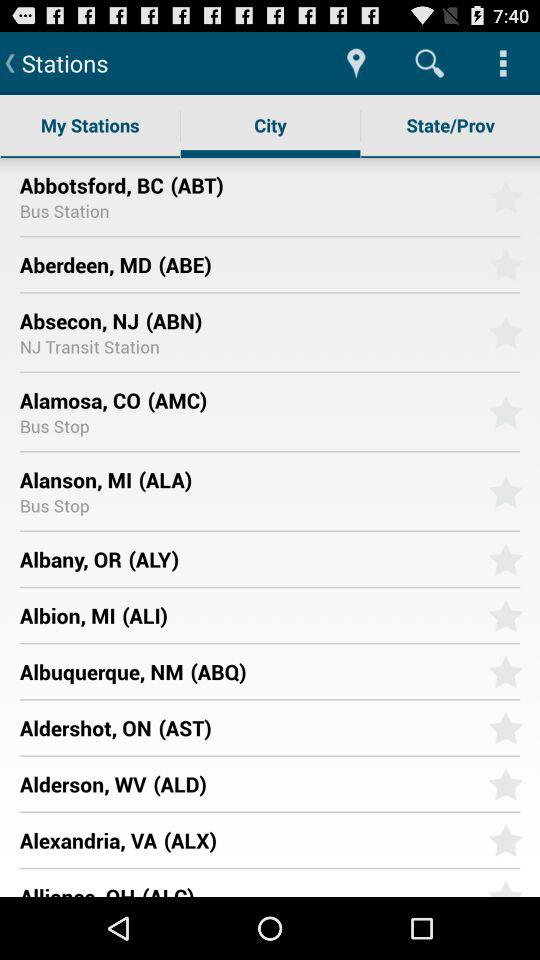 7:40
Stations
My Stations
City
State/Prov
Abbotsford, BC (ABT)
Bus Station
Aberdeen, MD (ABE)
Absecon, NJ (ABN)
NJ Transit Station
Alamosa, CO (AMC)
Bus Stop
Alanson, MI (ALA)
Bus Stop
Albany, OR (ALY)
Albion, MI (ALI)
Albuquerque, NM (ABQ)
Aldershot, ON (AST)
Alderson, WV (ALD)
Alexandria, VA (ALX)
Alliance, OH (ALC)